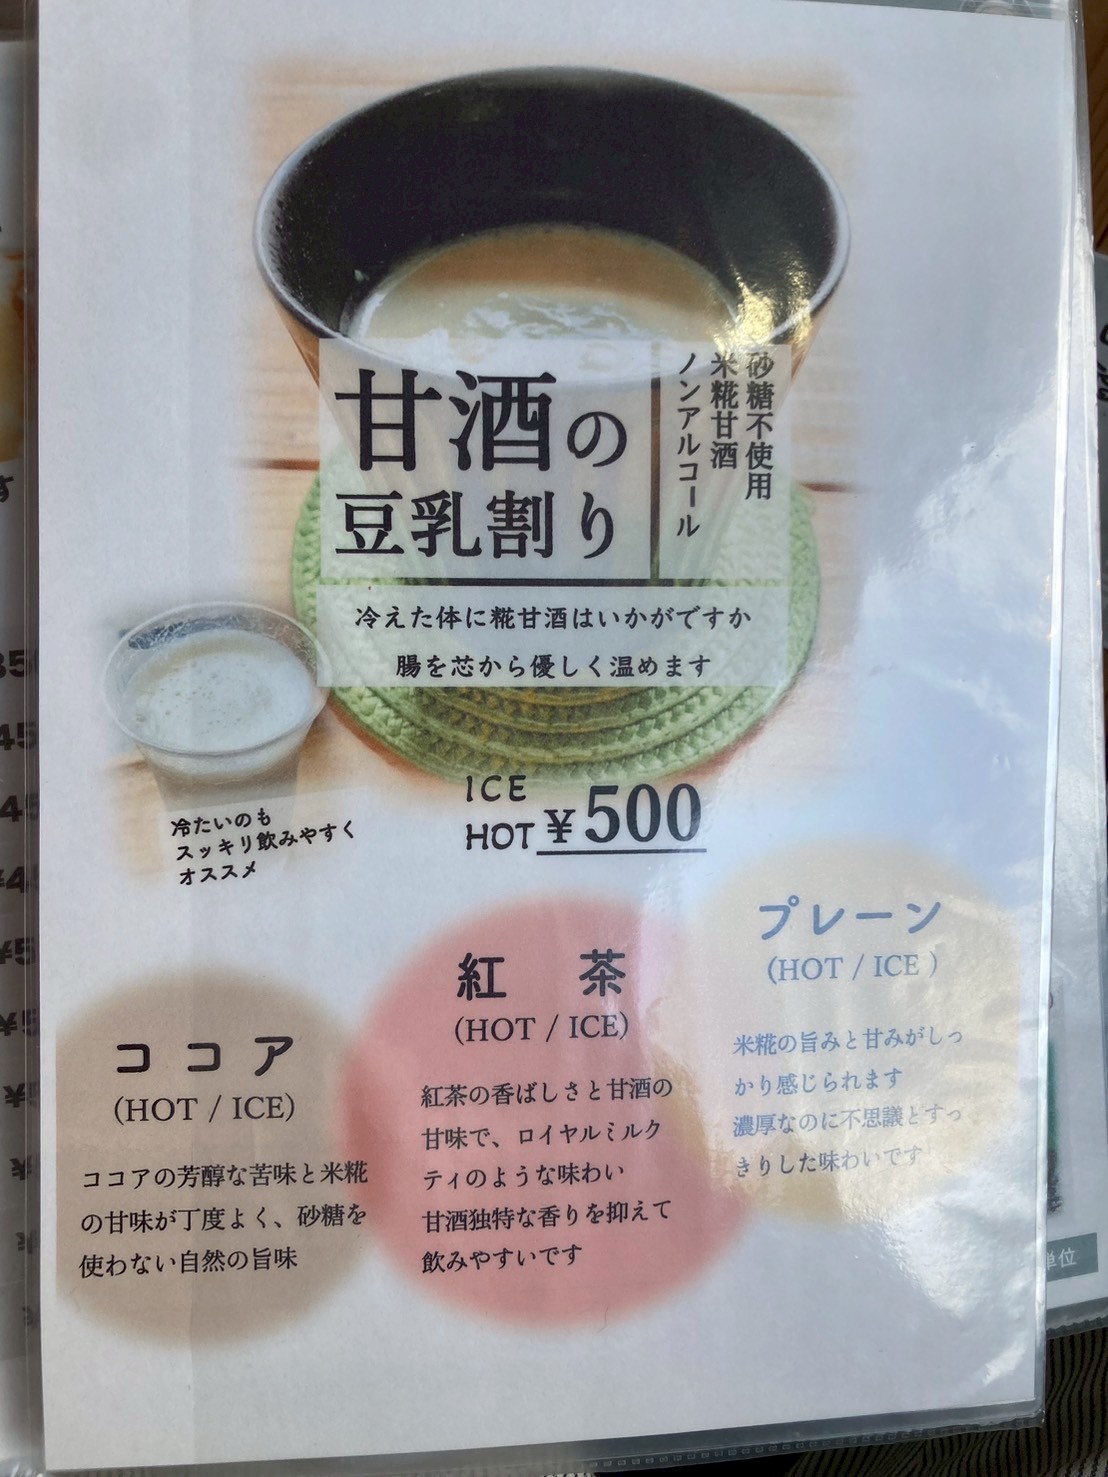 甘酒の
豆乳割り
砂糖不使用
米糀甘酒
ノンアルコール
冷えた体に糀甘酒はいかがですか
腸を芯から優しく温めます
冷たいのも
スッキリ飲みやすく
オススメ
ICE
HOT ¥500
プレーン
(HOT / ICE )
米糀の旨みと甘みがしっ
かり感じられます
濃厚なのに不思議とすっ
きりした味わいです
紅 茶
(HOT / ICE)
紅茶の香ばしさと甘酒の
甘味で、ロイヤルミルク
ティのような味わい
甘酒独特な香りを抑えて
飲みやすいです
ココア
(HOT / ICE)
ココアの芳醇な苦味と米糀
の甘味が丁度よく、砂糖を
使わない自然の旨味
単位